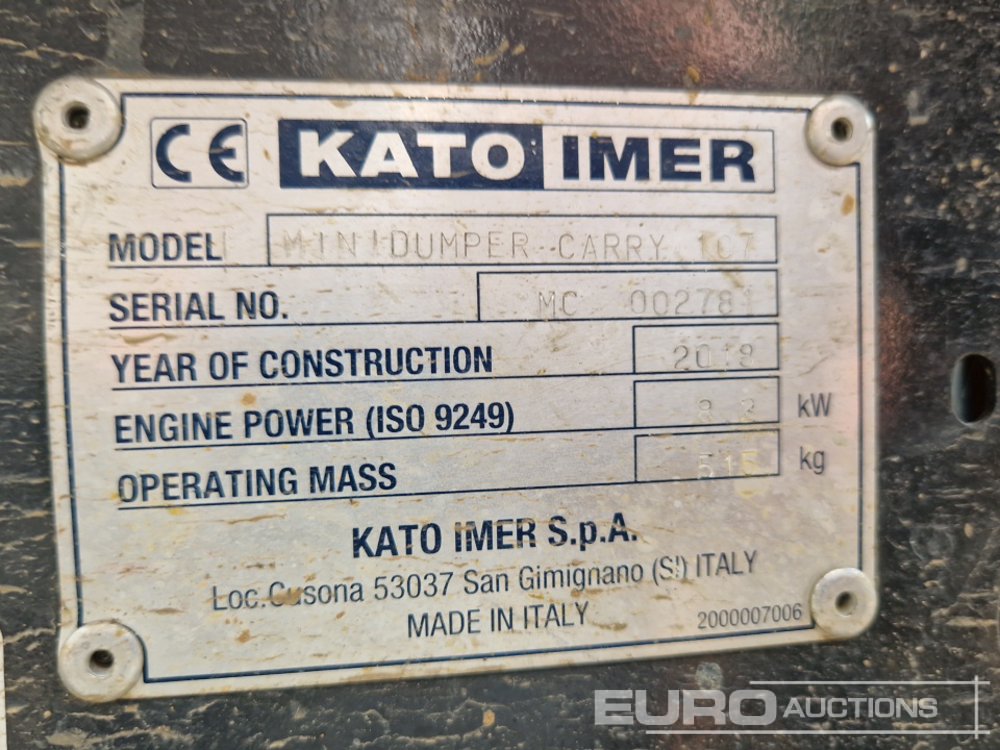 CE KATO IMER
MODEL MINIDUMPER CARRY 107
SERIAL NO. MC 002781
YEAR OF CONSTRUCTION 2018
ENGINE POWER (ISO 9249) kW
OPERATING MASS 515 kg
KATO IMER S.p.A.
Loc.Cusona 53037 San Gimignano (SI) ITALY
MADE IN ITALY 2000007006
EURO AUCTIONS